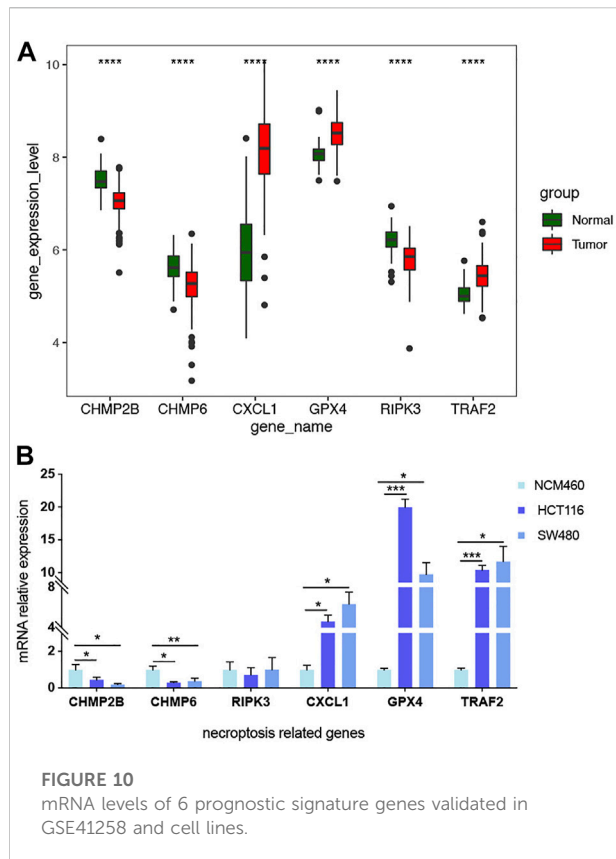 A
**** **** **** **** **** ****
10
8
6
4
gene_expression_level
CHMP2B CHMP6 CXCL1 GPX4 RIPK3 TRAF2
gene_name
group
Normal
Tumor
B
mRNA relative expression
25
20
15
10
8
4
2
0
* * * ** * * *** * *** *
NCM460
HCT116
SW480
CHMP2B CHMP6 RIPK3 CXCL1 GPX4 TRAF2
necroptosis related genes
FIGURE 10
mRNA levels of 6 prognostic signature genes validated in
GSE41258 and cell lines.